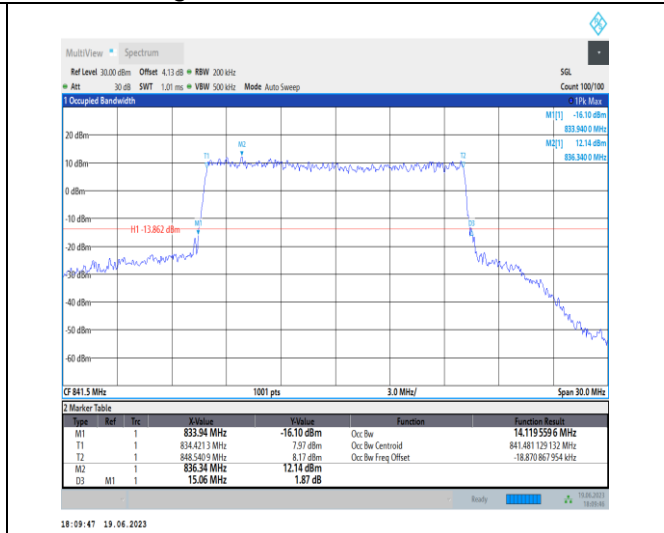 MultiView Spectrum
Ref Level 30.00 dBm Offset 4.13 dB RBW 200 kHz SGL
Att 30 dB SWT 1.01 ms VBW 500 kHz Mode Auto Sweep Count 100/100
1 Occupied Bandwidth 1Pk Max
M1[1] -16.10 dBm
833.940 0 MHz
M2[1] 12.14 dBm
836.340 0 MHz
20 dBm
M2
T1 T2
10 dBm
0 dBm
-10 dBm
M1 D3
H1 -13.862 dBm
-20 dBm
-30 dBm
-40 dBm
-50 dBm
-60 dBm
CF 841.5 MHz 1001 pts 3.0 MHz/ Span 30.0 MHz
2 Marker Table
Type Ref Trc X-Value Y-Value Function Function Result
M1 1 833.94 MHz -16.10 dBm Occ Bw 14.119 559 6 MHz
T1 1 834.4213 MHz 7.97 dBm Occ Bw Centroid 841.481 129 132 MHz
T2 1 848.5409 MHz 8.17 dBm Occ Bw Freq Offset -18.870 867 954 kHz
M2 1 836.34 MHz 12.14 dBm
D3 M1 1 15.06 MHz 1.87 dB
Ready 19.06.2023
18:09:48
18:09:47 19.06.2023